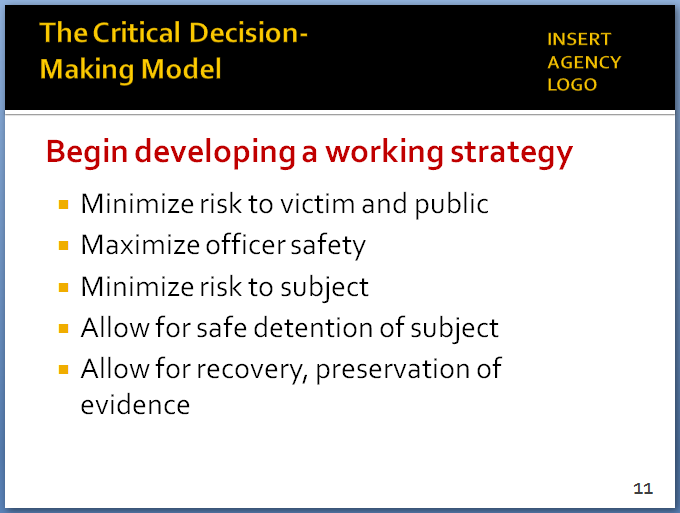 The Critical Decision-
Making Model
INSERT
AGENCY
LOGO
Begin developing a working strategy
Minimize risk to victim and public
Maximize officer safety
Minimize risk to subject
Allow for safe detention of subject
Allow for recovery, preservation of
evidence
11